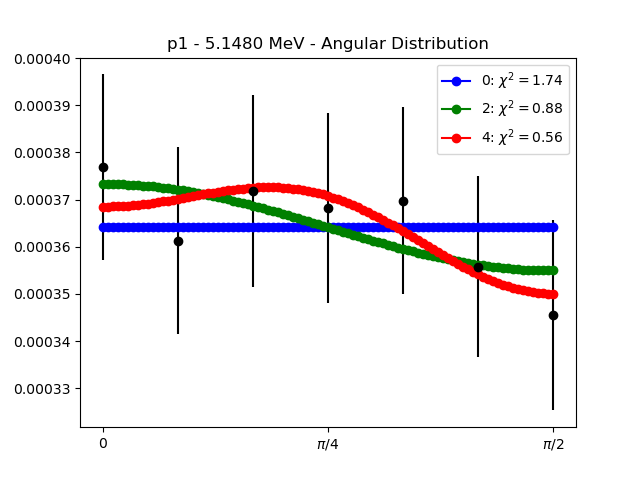 p1 - 5.1480 MeV - Angular Distribution
0.00040
0.00039
0.00038
0.00037
0.00036
0.00035
0.00034
0.00033
0: χ² = 1.74
2: χ² = 0.88
4: χ² = 0.56
0
π/4
π/2